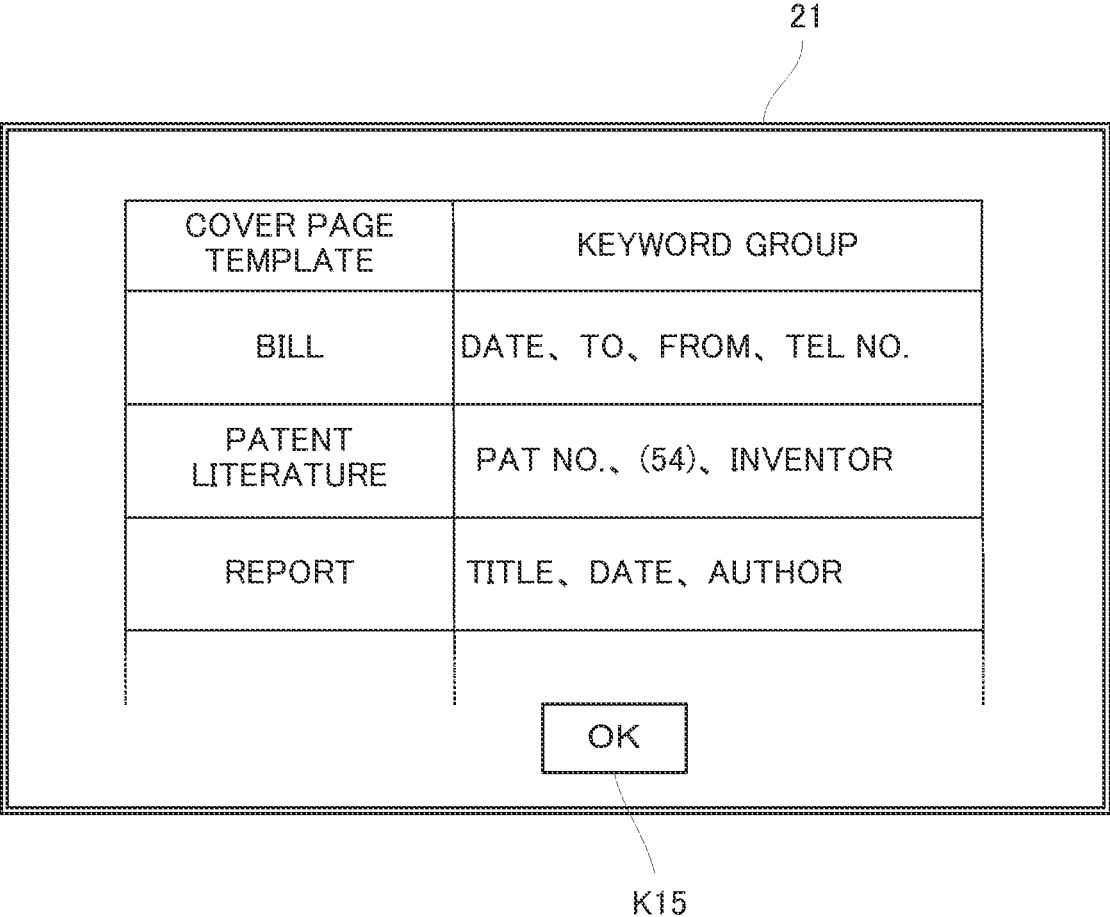 21
COVER PAGE
TEMPLATE
KEYWORD GROUP
BILL
DATE、TO、FROM、TEL NO.
PATENT
LITERATURE
PAT NO.、(54)、INVENTOR
REPORT
TITLE、DATE、AUTHOR
OK
K15